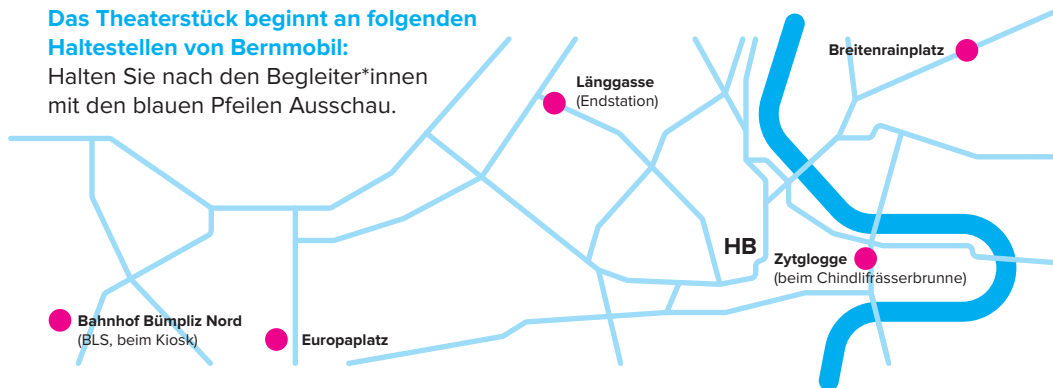 Das Theaterstück beginnt an folgenden
Haltestellen von Bernmobil:
Halten Sie nach den Begleiter*innen
mit den blauen Pfeilen Ausschau.
Breitenrainplatz
Länggasse
(Endstation)
HB
Zytglogge
(beim Chindlifrässerbrunne)
Bahnhof Bümpliz Nord
(BLS, beim Kiosk)
Europaplatz